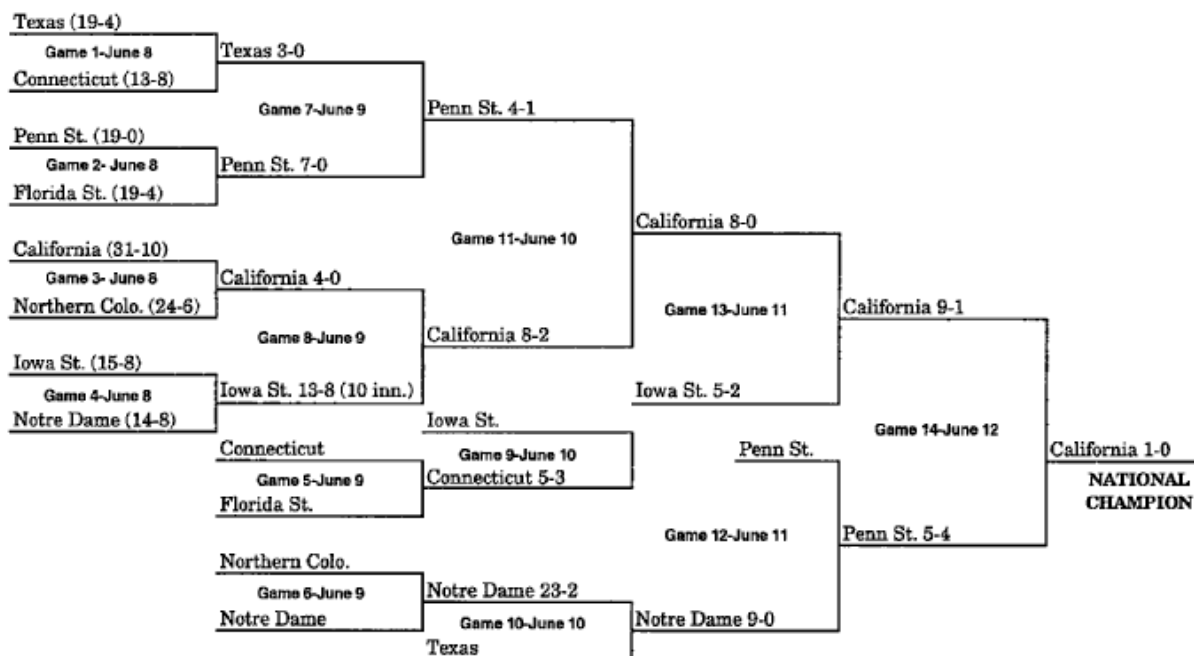 Texas (19-4)
Game 1-June 8
Connecticut (13-8)
Texas 3-0
Game 7-June 9
Penn St. 4-1
Penn St. (19-0)
Game 2- June 8
Florida St. (19-4)
Penn St. 7-0
Game 11-June 10
California 8-0
California (31-10)
Game 3- June 8
Northern Colo. (24-6)
California 4-0
Game 8-June 9
California 8-2
Game 13-June 11
California 9-1
Iowa St. (15-8)
Game 4-June 8
Notre Dame (14-8)
Iowa St. 13-8 (10 inn.)
Iowa St. 5-2
Iowa St.
Game 9-June 10
Connecticut 5-3
Connecticut
Game 5-June 9
Florida St.
Game 14-June 12
California 1-0
NATIONAL
CHAMPION
Penn St.
Game 12-June 11
Penn St. 5-4
Northern Colo.
Game 6-June 9
Notre Dame
Notre Dame 23-2
Game 10-June 10
Texas
Notre Dame 9-0